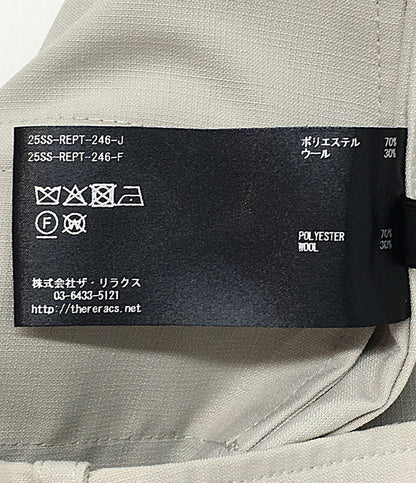 25SS-REPT-246-J
25SS-REPT-246-F
ポリエステル 70%
ウール 30%
F W
POLYESTER 70%
WOOL 30%
株式会社ザ・リラクス
03-6433-5121
http://thereracs.net